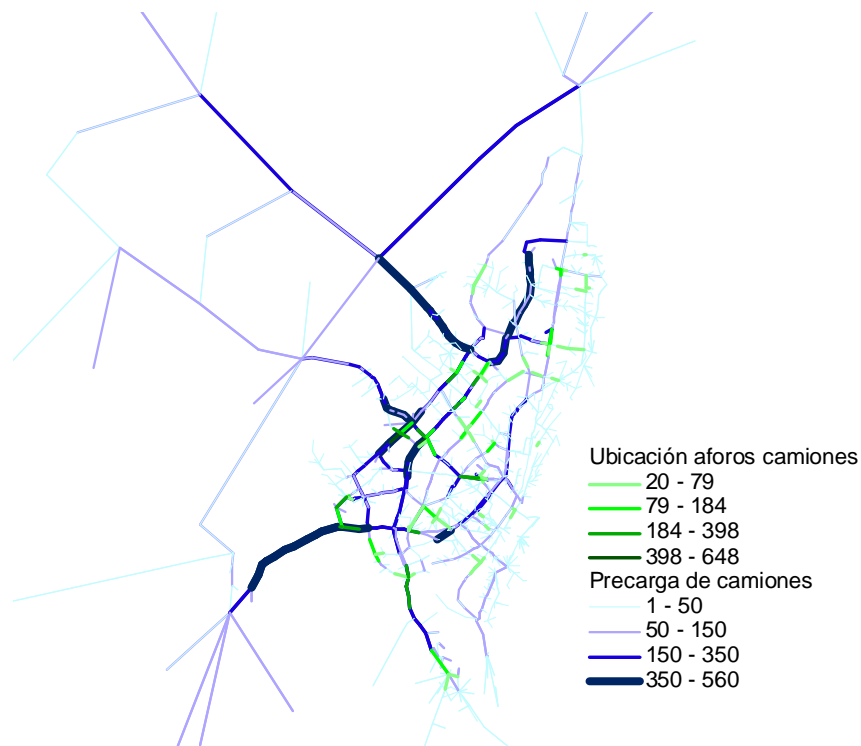 Ubicación aforos camiones
20 - 79
79 - 184
184 - 398
398 - 648
Precarga de camiones
1 - 50
50 - 150
150 - 350
350 - 560